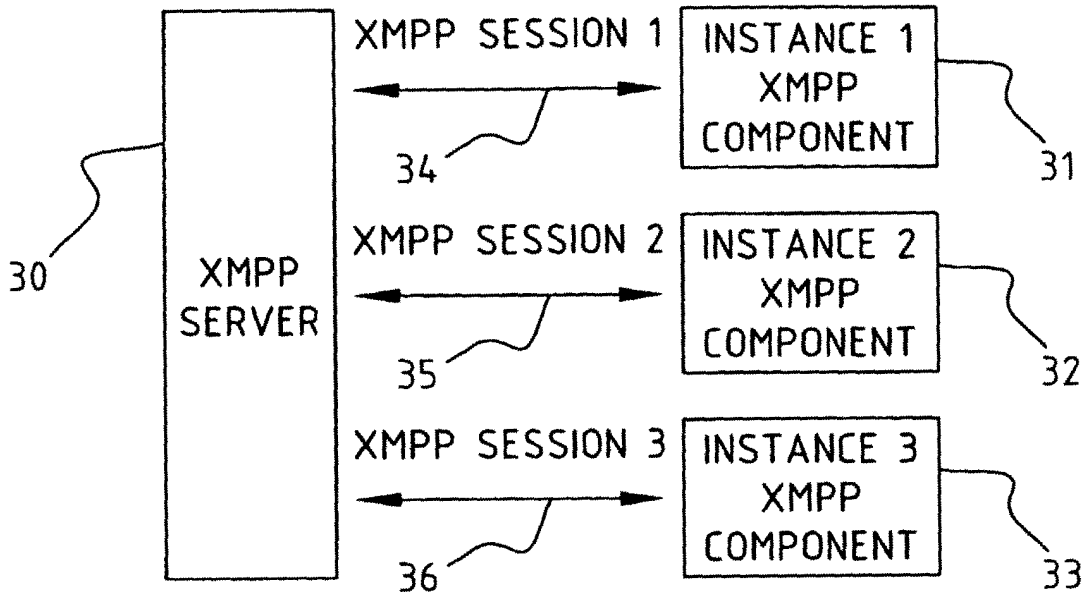 XMPP SESSION 1
INSTANCE 1
XMPP
COMPONENT
34
31
30
XMPP
SERVER
XMPP SESSION 2
INSTANCE 2
XMPP
COMPONENT
35
32
XMPP SESSION 3
INSTANCE 3
XMPP
COMPONENT
36
33